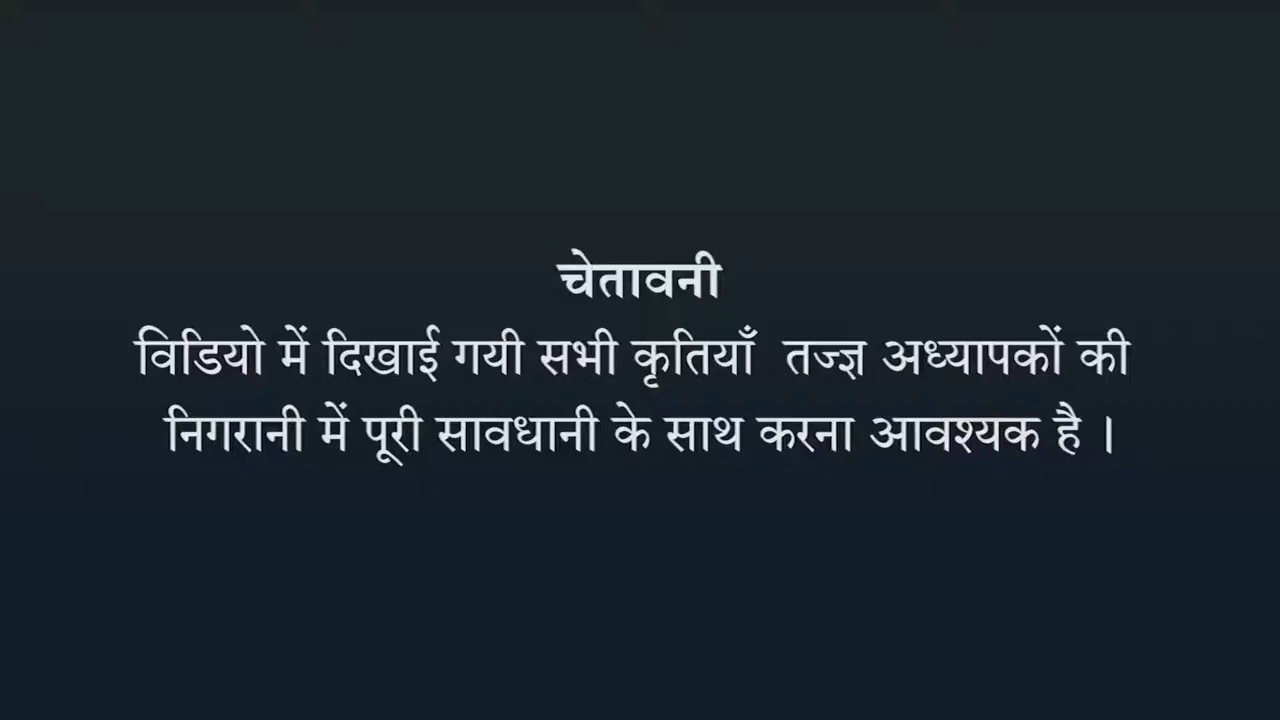 चेतावनी
विडियो में दिखाई गयी सभी कृतियाँ तज्ज्ञ अध्यापकों की
निगरानी में पूरी सावधानी के साथ करना आवश्यक है ।